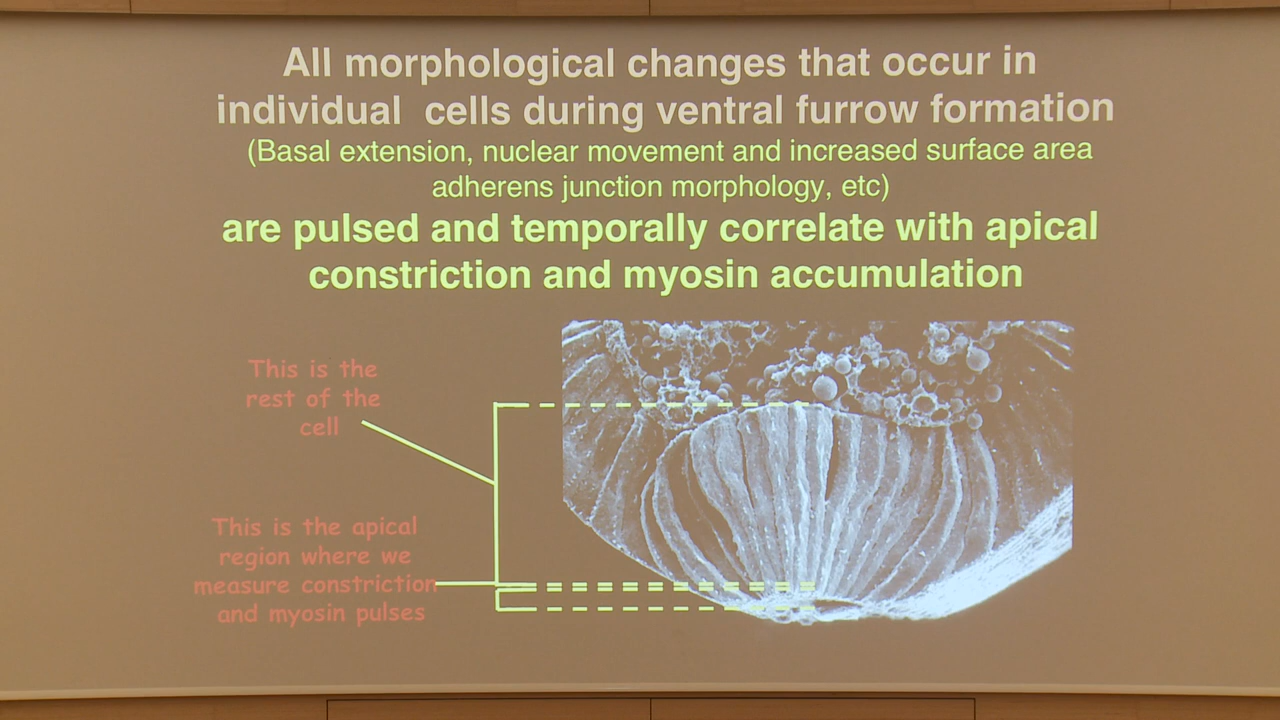 All morphological changes that occur in
individual cells during ventral furrow formation
(Basal extension, nuclear movement and increased surface area
adherens junction morphology, etc)
are pulsed and temporally correlate with apical
constriction and myosin accumulation
This is the
rest of the
cell
This is the apical
region where we
measure constriction
and myosin pulses